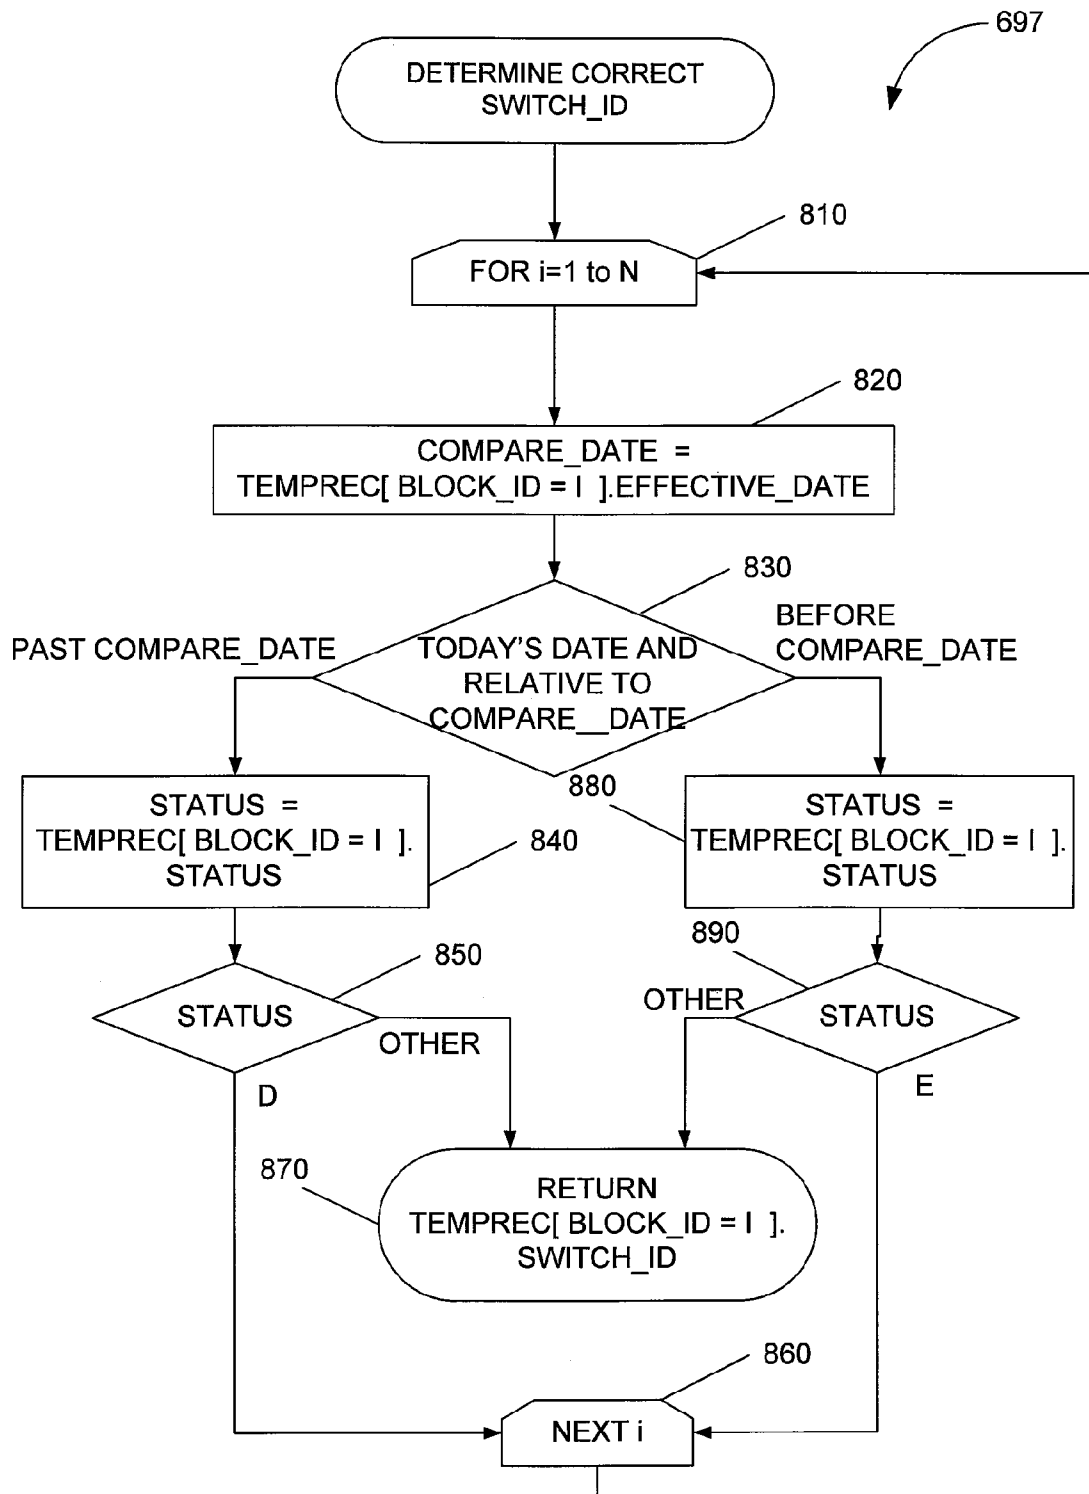 697
DETERMINE CORRECT
SWITCH_ID
810
FOR i=1 to N
820
COMPARE_DATE =
TEMPREC[ BLOCK_ID = I ].EFFECTIVE_DATE
830
PAST COMPARE_DATE
BEFORE
COMPARE_DATE
TODAY'S DATE AND
RELATIVE TO
COMPARE__DATE
880
STATUS =
TEMPREC[ BLOCK_ID = I ].
STATUS
840
STATUS =
TEMPREC[ BLOCK_ID = I ].
STATUS
850
890
STATUS
OTHER
D
OTHER
STATUS
E
870
RETURN
TEMPREC[ BLOCK_ID = I ].
SWITCH_ID
860
NEXT i